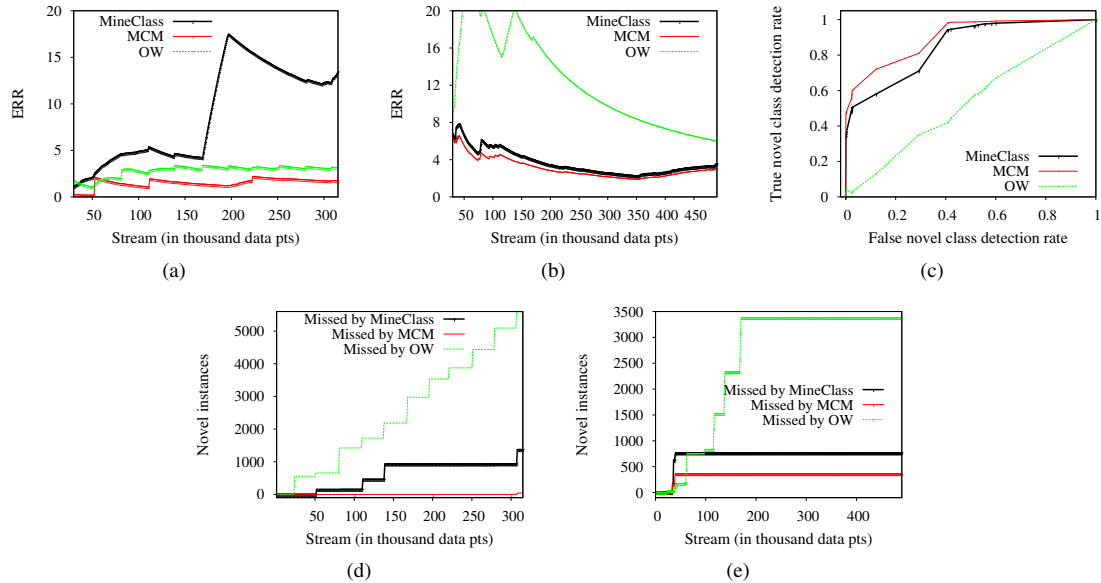 ERR
20
15
10
5
0
MineClass
MCM
OW
50 100 150 200 250 300
Stream (in thousand data pts)
(a)
ERR
20
15
10
5
0
MineClass
MCM
OW
50 100 150 200 250 300 350 400 450
Stream (in thousand data pts)
(b)
True novel class detection rate
1
0.8
0.6
0.4
0.2
0
MineClass
MCM
OW
0 0.2 0.4 0.6 0.8 1
False novel class detection rate
(c)
Novel instances
5000
4000
3000
2000
1000
0
Missed by MineClass
Missed by MCM
Missed by OW
50 100 150 200 250 300
Stream (in thousand data pts)
(d)
Novel instances
3500
3000
2500
2000
1500
1000
500
0
Missed by MineClass
Missed by MCM
Missed by OW
0 100 200 300 400
Stream (in thousand data pts)
(e)